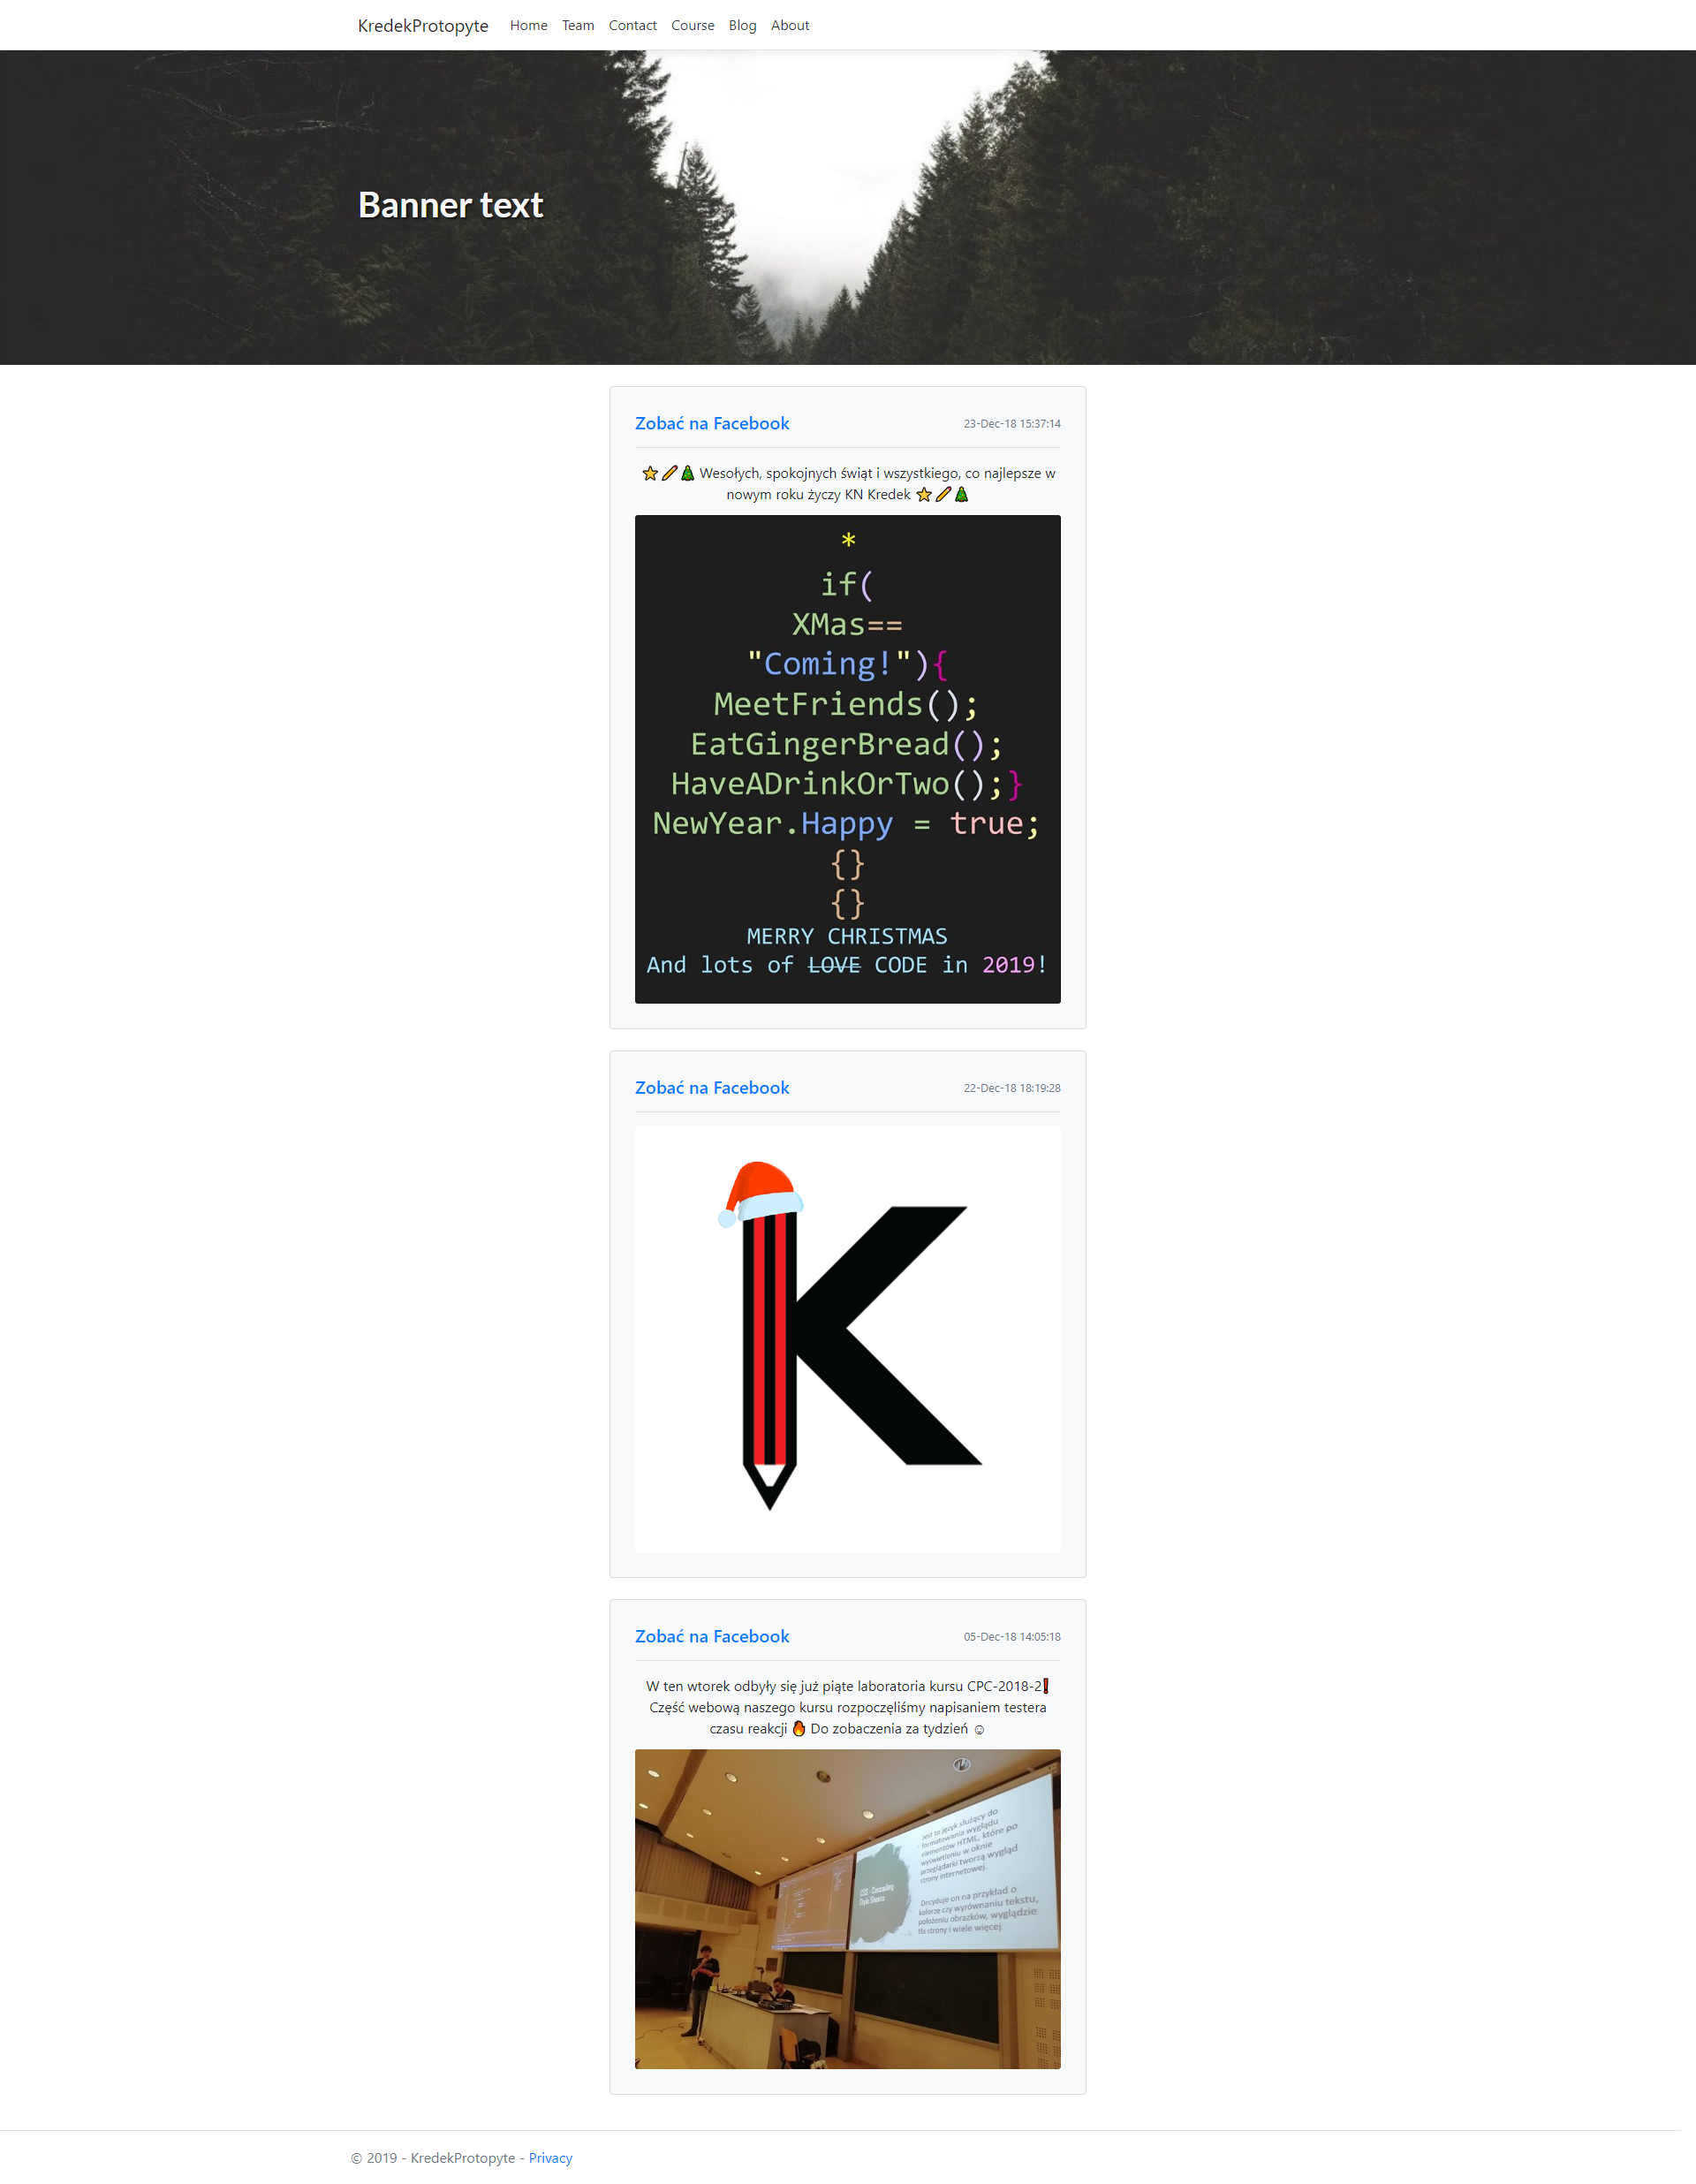 KredekProtopyte Home Team Contact Course Blog About
Banner text
Zobać na Facebook 23-Dec-18 15:37:14
⭐✏️🎄 Wesołych, spokojnych świąt i wszystkiego, co najlepsze w
nowym roku życzy KN Kredek ⭐✏️🎄
*
if(
XMas==
"Coming!"){
MeetFriends();
EatGingerBread();
HaveADrinkOrTwo();}
NewYear.Happy = true;
{}
{}
MERRY CHRISTMAS
And lots of LOVE CODE in 2019!
Zobać na Facebook 22-Dec-18 18:19:28
K
Zobać na Facebook 05-Dec-18 14:05:18
W ten wtorek odbyły się już piąte laboratoria kursu CPC-2018-2❗
Część webową naszego kursu rozpoczęliśmy napisaniem testera
czasu reakcji 🔥 Do zobaczenia za tydzień ☺
CSS - Cascading
Style Sheets
Jest to język służący do
formatowania wyglądu
elementów HTML, które po
wyświetleniu w oknie
przeglądarki tworzą wygląd
strony internetowej.
Decyduje on na przykład o
kolorze czy wyrównaniu tekstu,
położeniu obrazków, wyglądzie
tła strony i wiele więcej.
© 2019 - KredekProtopyte - Privacy